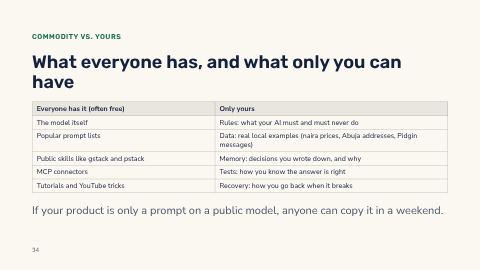 COMMODITY VS. YOURS
What everyone has, and what only you can
have
Everyone has it (often free)
Only yours
The model itself
Rules: what your AI must and must never do
Popular prompt lists
Data: real local examples (naira prices, Abuja addresses, Pidgin
messages)
Public skills like gstack and pstack
Memory: decisions you wrote down, and why
MCP connectors
Tests: how you know the answer is right
Tutorials and YouTube tricks
Recovery: how you go back when it breaks
If your product is only a prompt on a public model, anyone can copy it in a weekend.
34